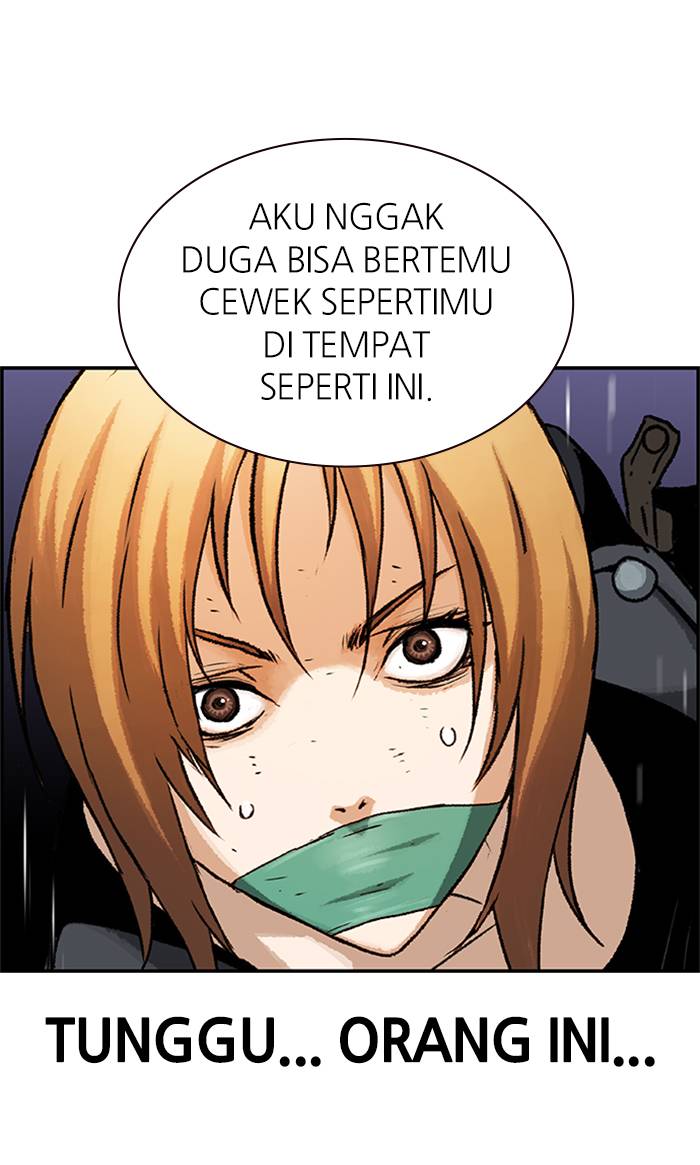 AKU NGGAK
DUGA BISA BERTEMU
CEWEK SEPERTIMU
DI TEMPAT
SEPERTI INI.
TUNGGU... ORANG INI...